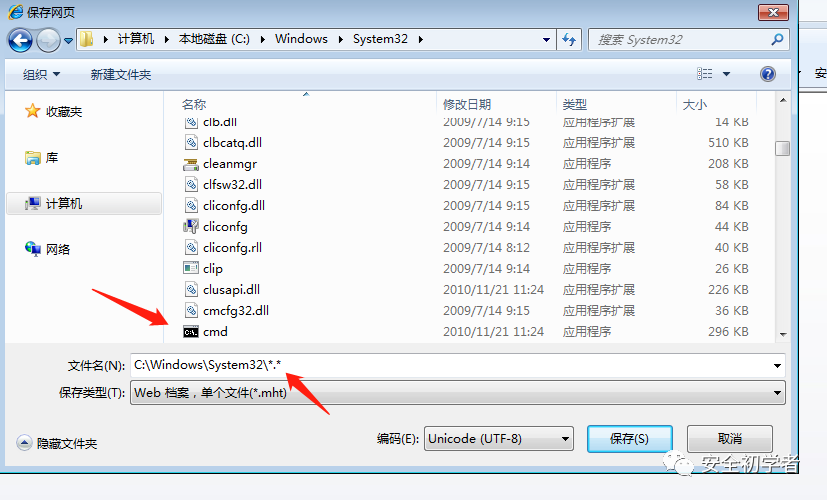 保存网页
计算机 本地磁盘 (C:) Windows System32 搜索 System32
组织 新建文件夹
安
名称 修改日期 类型 大小
收藏夹
库
计算机
网络
clb.dll 2009/7/14 9:15 应用程序扩展 14 KB
clbcatq.dll 2009/7/14 9:15 应用程序扩展 510 KB
cleanmgr 2009/7/14 9:14 应用程序 208 KB
clfsw32.dll 2009/7/14 9:15 应用程序扩展 58 KB
cliconfg.dll 2009/7/14 9:15 应用程序扩展 84 KB
cliconfg 2009/7/14 9:14 应用程序 44 KB
cliconfg.rll 2009/7/14 8:12 应用程序扩展 40 KB
clip 2009/7/14 9:14 应用程序 26 KB
clusapi.dll 2010/11/21 11:24 应用程序扩展 226 KB
cmcfg32.dll 2009/7/14 9:15 应用程序扩展 36 KB
cmd 2010/11/21 11:24 应用程序 296 KB
文件名(N): C:\Windows\System32\*.*
保存类型(T): Web 档案，单个文件(*.mht)
隐藏文件夹 编码(E): Unicode (UTF-8) 保存(S) 取消
安全初学者